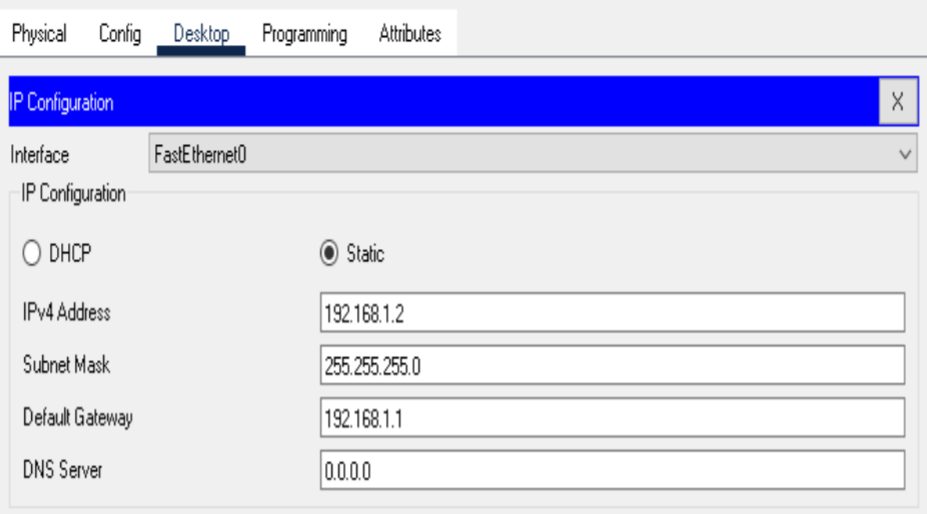 Physical Config Desktop Programming Attributes
IP Configuration X
Interface FastEthernet0
IP Configuration
DHCP Static
IPv4 Address 192.168.1.2
Subnet Mask 255.255.255.0
Default Gateway 192.168.1.1
DNS Server 0.0.0.0